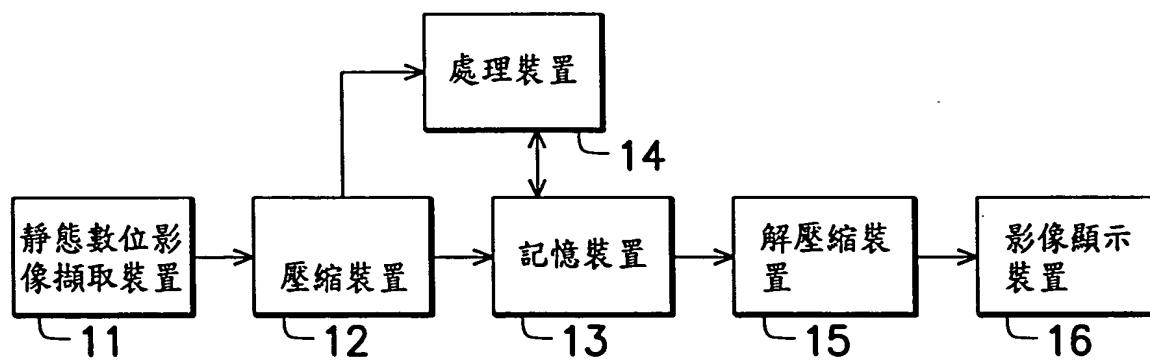 處理裝置
14
靜態數位影
像擷取裝置
11
壓縮裝置
12
記憶裝置
13
解壓縮裝
置
15
影像顯示
裝置
16